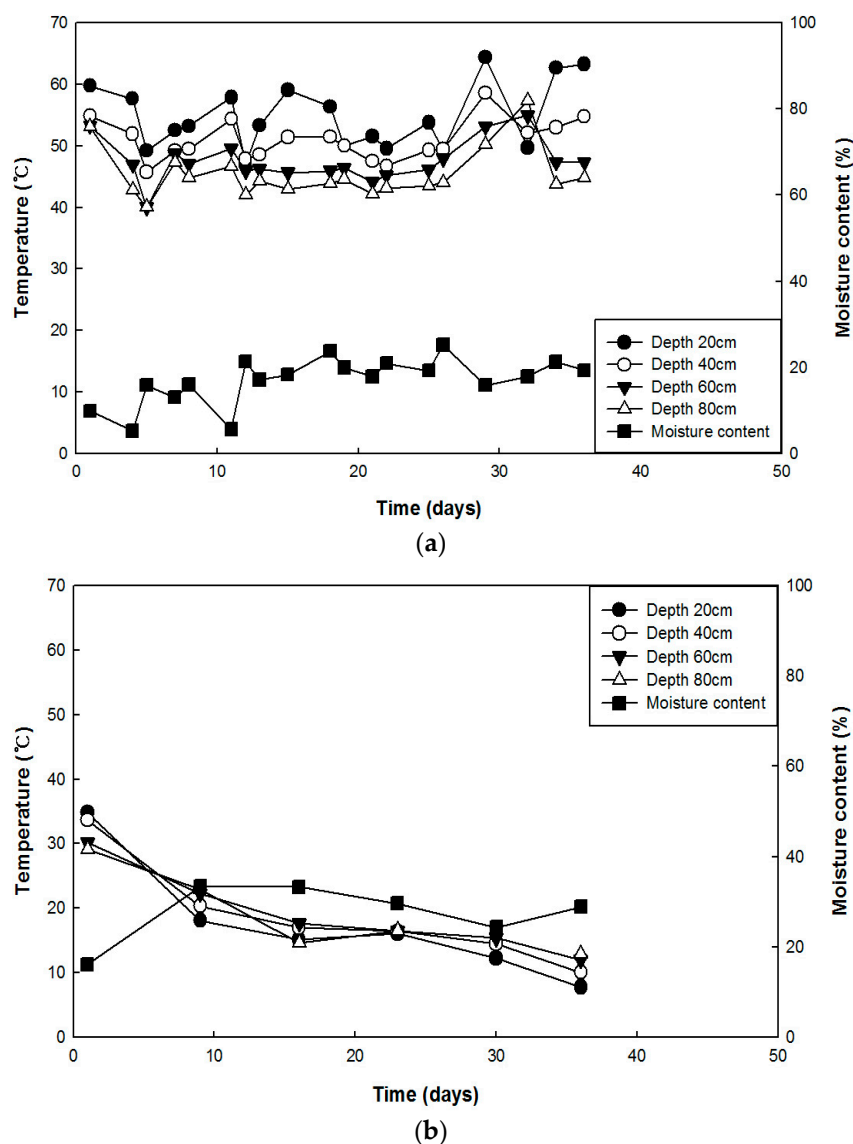 70
60
50
40
30
20
10
0
Temperature (℃)
100
80
60
40
20
0
Moisture content (%)
Depth 20cm
Depth 40cm
Depth 60cm
Depth 80cm
Moisture content
0 10 20 30 40 50
Time (days)
(a)
70
60
50
40
30
20
10
0
Temperature (℃)
100
80
60
40
20
0
Moisture content (%)
Depth 20cm
Depth 40cm
Depth 60cm
Depth 80cm
Moisture content
0 10 20 30 40 50
Time (days)
(b)